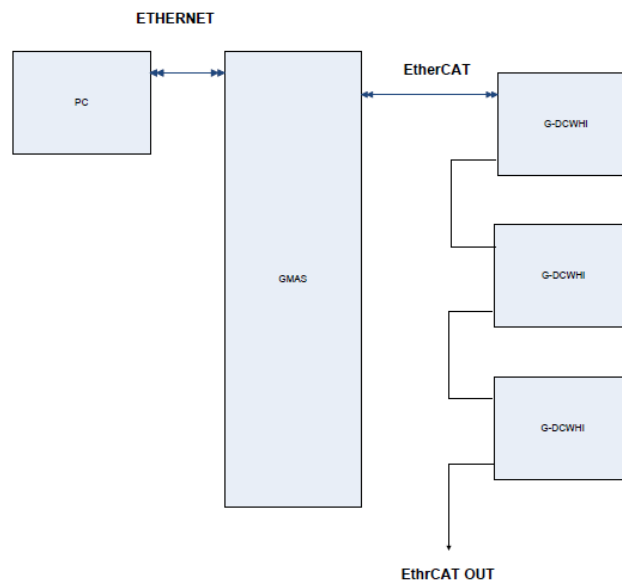 ETHERNET
PC
EtherCAT
G-DCWHI
GMAS
G-DCWHI
G-DCWHI
EthrCAT OUT